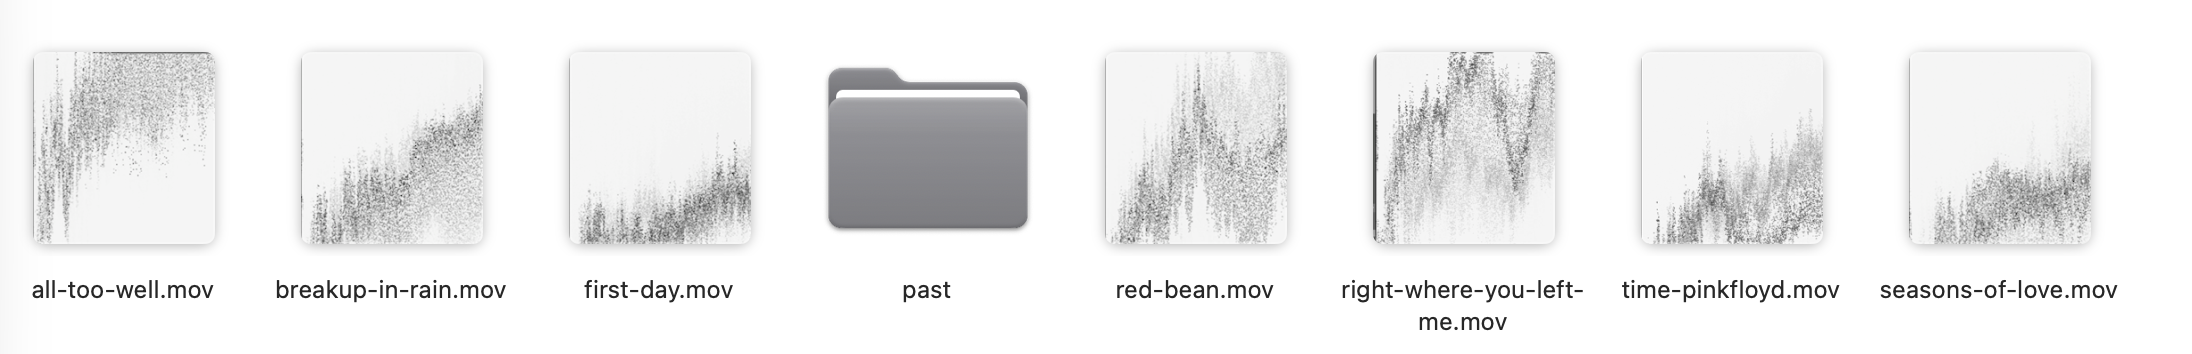 all-too-well.mov
breakup-in-rain.mov
first-day.mov
past
red-bean.mov
right-where-you-left-
me.mov
time-pinkfloyd.mov
seasons-of-love.mov